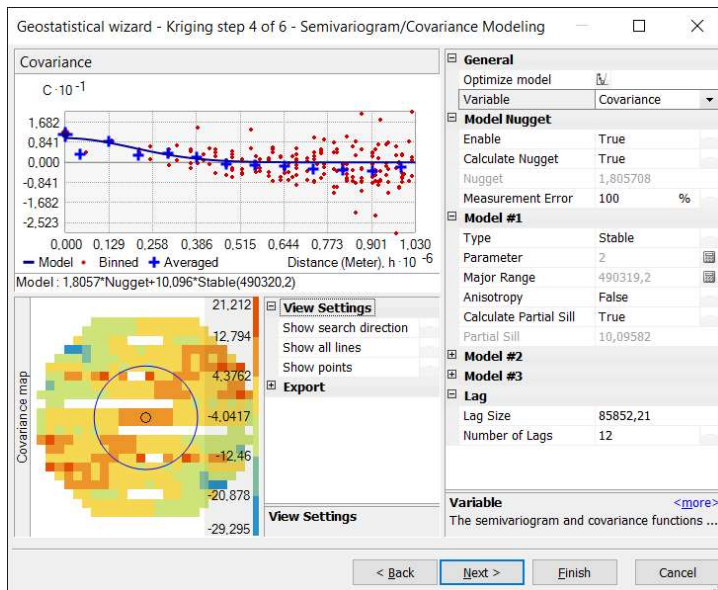 Geostatistical wizard - Kriging step 4 of 6 - Semivariogram/Covariance Modeling
Covariance
C·10 -1
1,682
0.841
0.000
-0.841
-1.682
-2.523
0,000 0,129 0,258 0,386 0,515 0,644 0,773 0,901 1,030
Model Binned Averaged Distance (Meter), h·10 -6
Model : 1,8057*Nugget+10,096*Stable(490320,2)
Covariance map
21,212
12,794
4,3762
-4,0417
-12,46
-20,878
-29,295
View Settings
Show search direction
Show all lines
Show points
Export
View Settings
General
Optimize model
Variable Covariance
Model Nugget
Enable True
Calculate Nugget True
Nugget 1,805708
Measurement Error 100 %
Model #1
Type Stable
Parameter 2
Major Range 490319,2
Anisotropy False
Calculate Partial Sill True
Partial Sill 10,09582
Model #2
Model #3
Lag
Lag Size 85852,21
Number of Lags 12
Variable <more>
The semivariogram and covariance functions ...
< Back Next > Finish Cancel